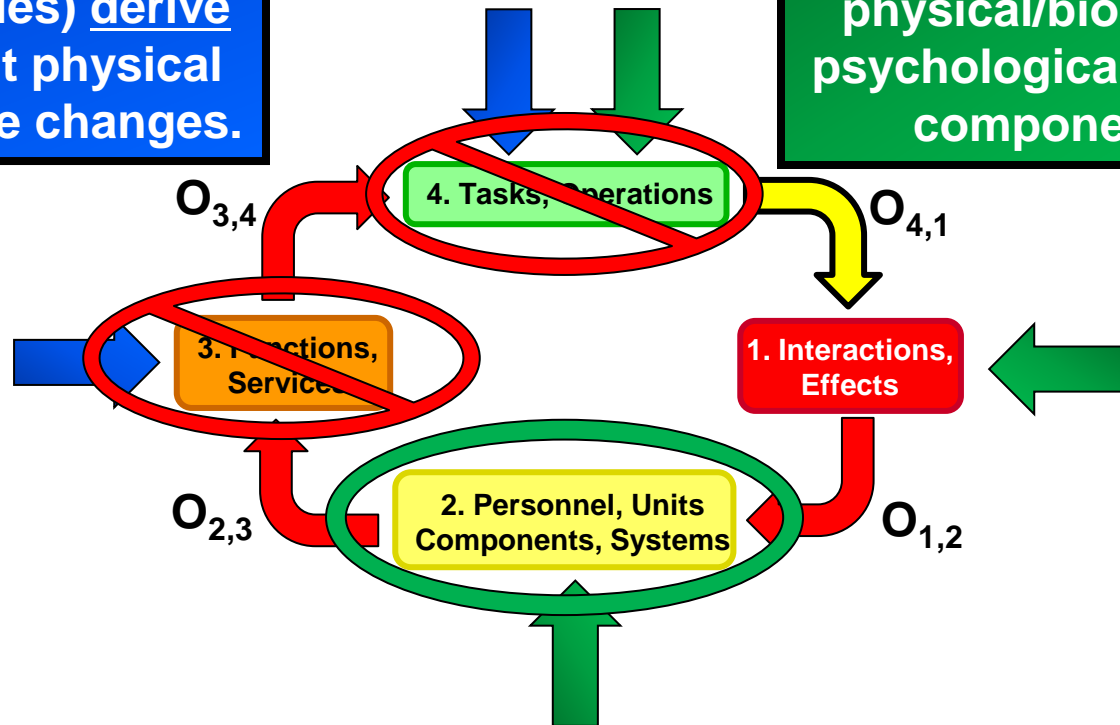 derive
t physical
e changes.
physical/bio
psychologica
compone
O3,4
4. Tasks, Operations
O4,1
3. Functions,
Services
1. Interactions,
Effects
O2,3
2. Personnel, Units
Components, Systems
O1,2